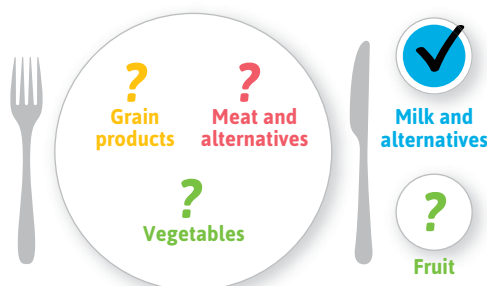 ?
Grain
products
?
Meat and
alternatives
?
Vegetables
Milk and
alternatives
?
Fruit